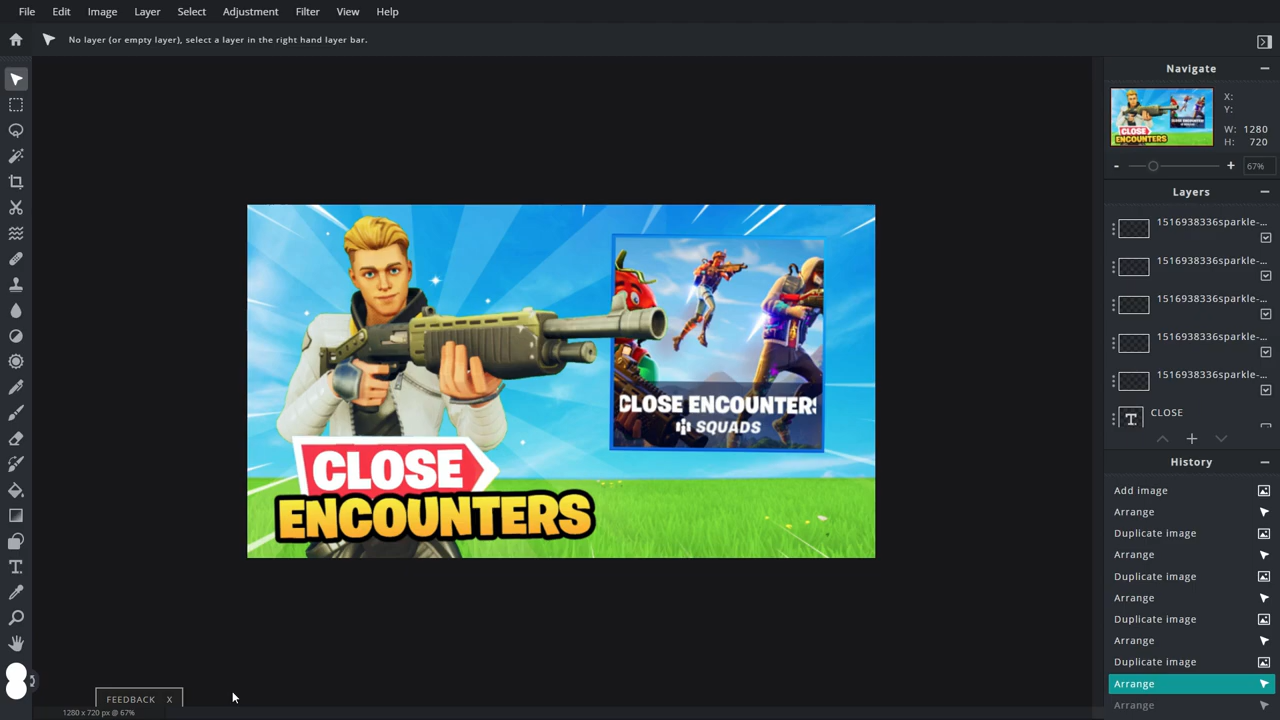 File Edit Image Layer Select Adjustment Filter View Help
No layer (or empty layer), select a layer in the right hand layer bar.
Navigate
X:
Y:
W: 1280
H: 720
- + 67%
Layers
1516938336sparkle-...
1516938336sparkle-...
1516938336sparkle-...
1516938336sparkle-...
1516938336sparkle-...
T CLOSE
CLOSE ENCOUNTERS
SQUADS
CLOSE
ENCOUNTERS
History
Add image
Arrange
Duplicate image
Arrange
Duplicate image
Arrange
Duplicate image
Arrange
Duplicate image
Arrange
Arrange
FEEDBACK X
1280 x 720 px @ 67%